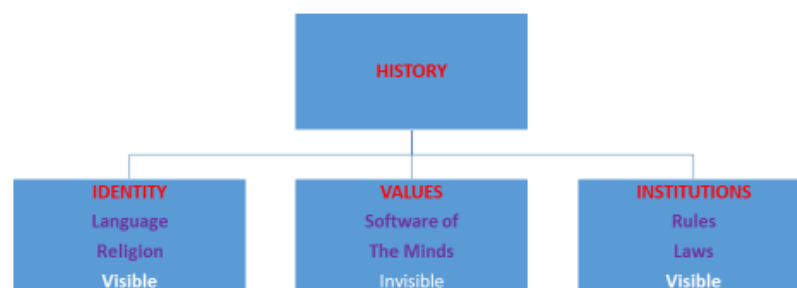 HISTORY
IDENTITY
Language
Religion
Visible
VALUES
Software of
The Minds
Invisible
INSTITUTIONS
Rules
Laws
Visible